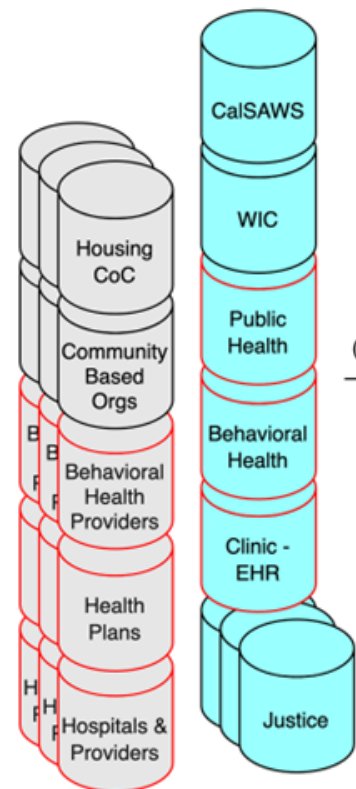 Housing
CoC
Community
Based
Orgs
Behavioral
Health
Providers
Health
Plans
Hospitals &
Providers
CalSAWS
WIC
Public
Health
Behavioral
Health
Clinic -
EHR
Justice